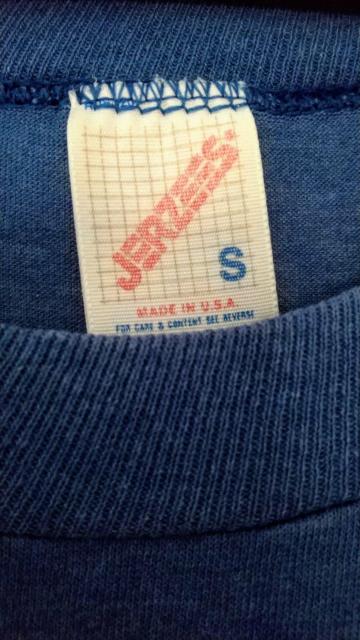 JERZEES.
S
MADE IN U.S.A.
FOR CARE & CONTENT SEE REVERSE